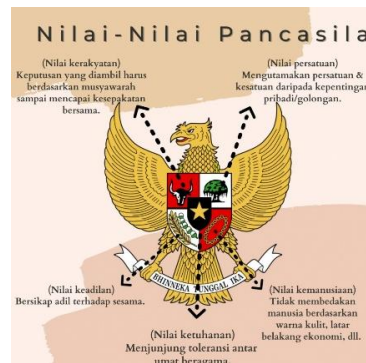 Nilai-Nilai Pancasila
(Nilai kerakyatan)
Keputusan yang diambil harus
berdasarkan musyawarah
sampai mencapai kesepakatan
bersama.
(Nilai persatuan)
Mengutamakan persatuan &
kesatuan daripada kepentingan
pribadi/golongan.
BHINNEKA TUNGGAL IKA
(Nilai keadilan)
Bersikap adil terhadap sesama.
(Nilai kemanusiaan)
Tidak membedakan
manusia berdasarkan
warna kulit, latar
belakang ekonomi, dll.
(Nilai ketuhanan)
Menjunjung toleransi antar
umat beragama.